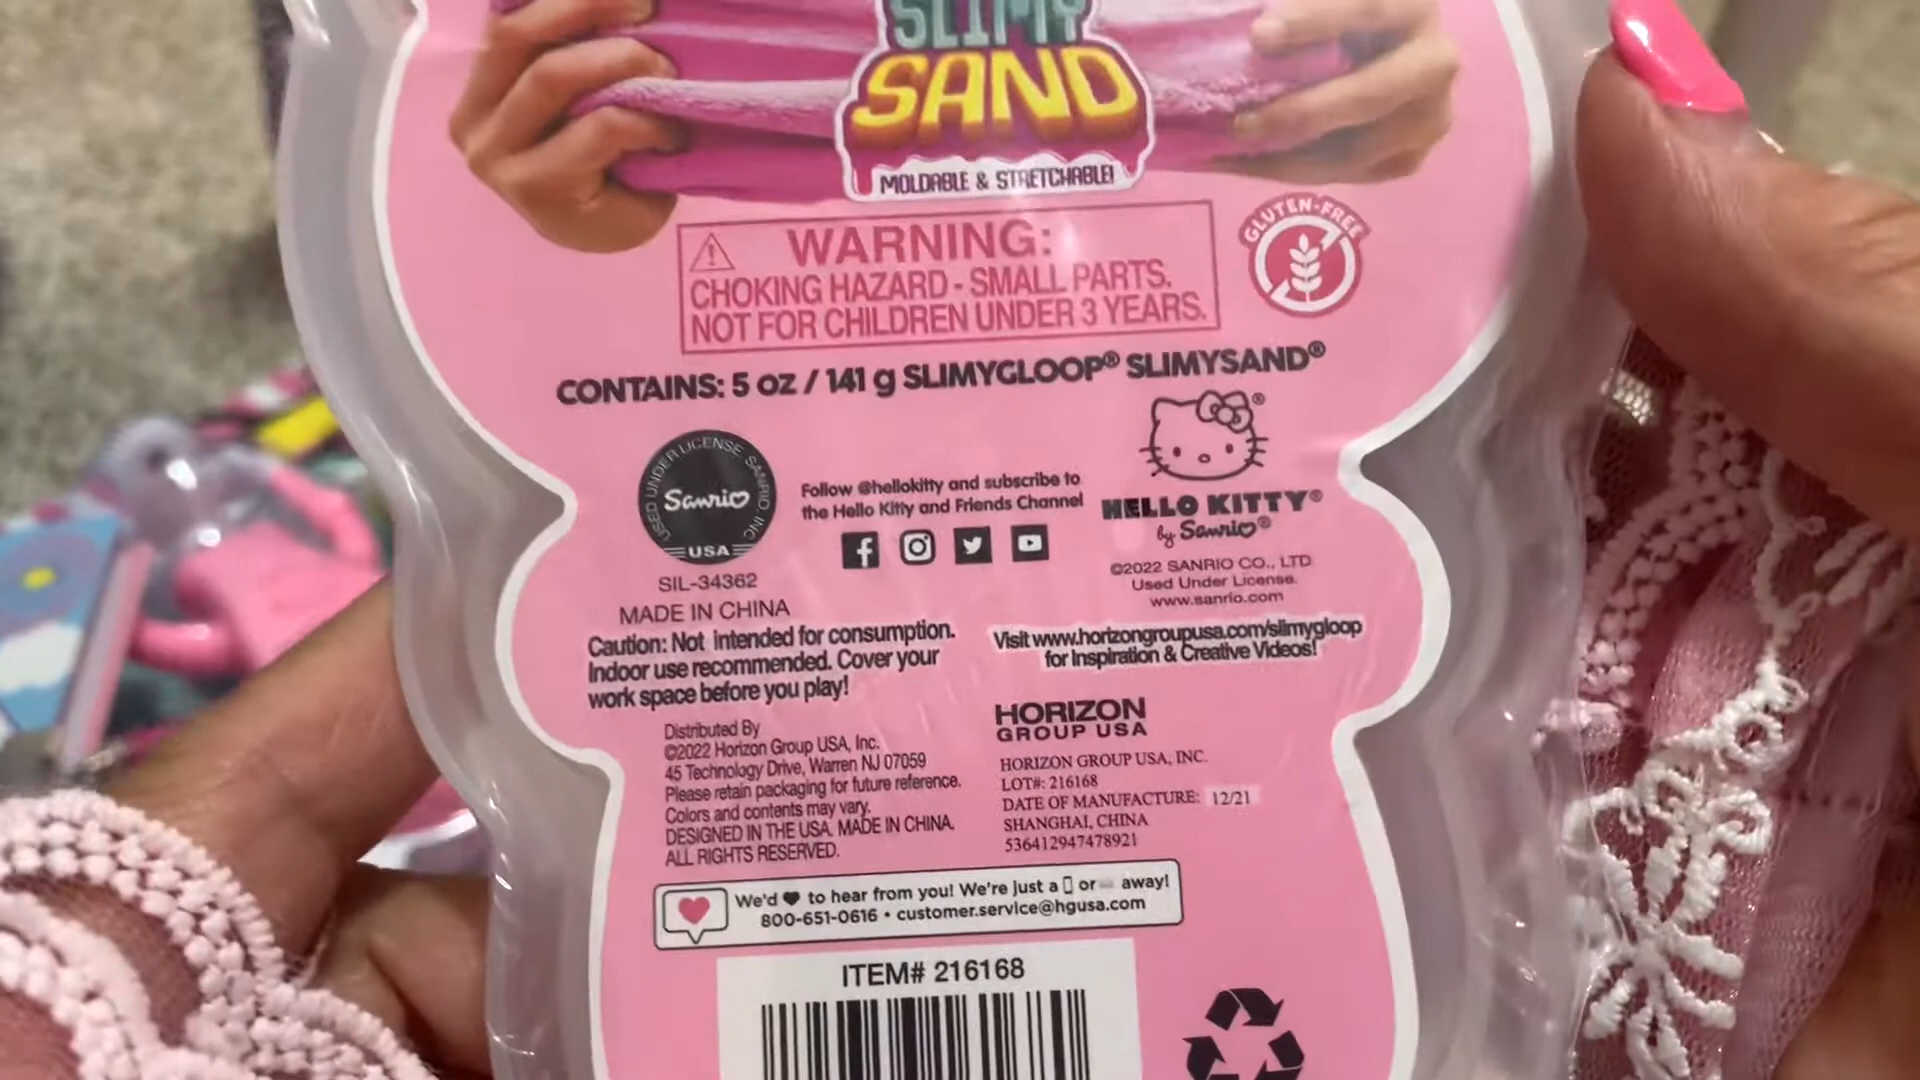 SLIMY
SAND
MOLDABLE & STRETCHABLE!
WARNING:
CHOKING HAZARD - SMALL PARTS.
NOT FOR CHILDREN UNDER 3 YEARS.
GLUTEN-FREE
CONTAINS: 5 oz / 141 g SLIMYGLOOP® SLIMYSAND®
USED UNDER LICENSE SANRIO, INC
Sanrio
USA
SIL-34362
MADE IN CHINA
Follow @hellokitty and subscribe to
the Hello Kitty and Friends Channel
®
HELLO KITTY®
by Sanrio®
©2022 SANRIO CO., LTD
Used Under License.
www.sanrio.com
Caution: Not intended for consumption.
Indoor use recommended. Cover your
work space before you play!
Visit www.horizongroupusa.com/slimygloop
for Inspiration & Creative Videos!
Distributed By
©2022 Horizon Group USA, Inc.
45 Technology Drive, Warren NJ 07059
Please retain packaging for future reference.
Colors and contents may vary.
DESIGNED IN THE USA. MADE IN CHINA.
ALL RIGHTS RESERVED.
HORIZON
GROUP USA
HORIZON GROUP USA, INC.
LOT#: 216168
DATE OF MANUFACTURE: 12/21
SHANGHAI, CHINA
536412947478921
We'd ♥ to hear from you! We're just a or away!
800-651-0616 • customer.service@hgusa.com
ITEM# 216168